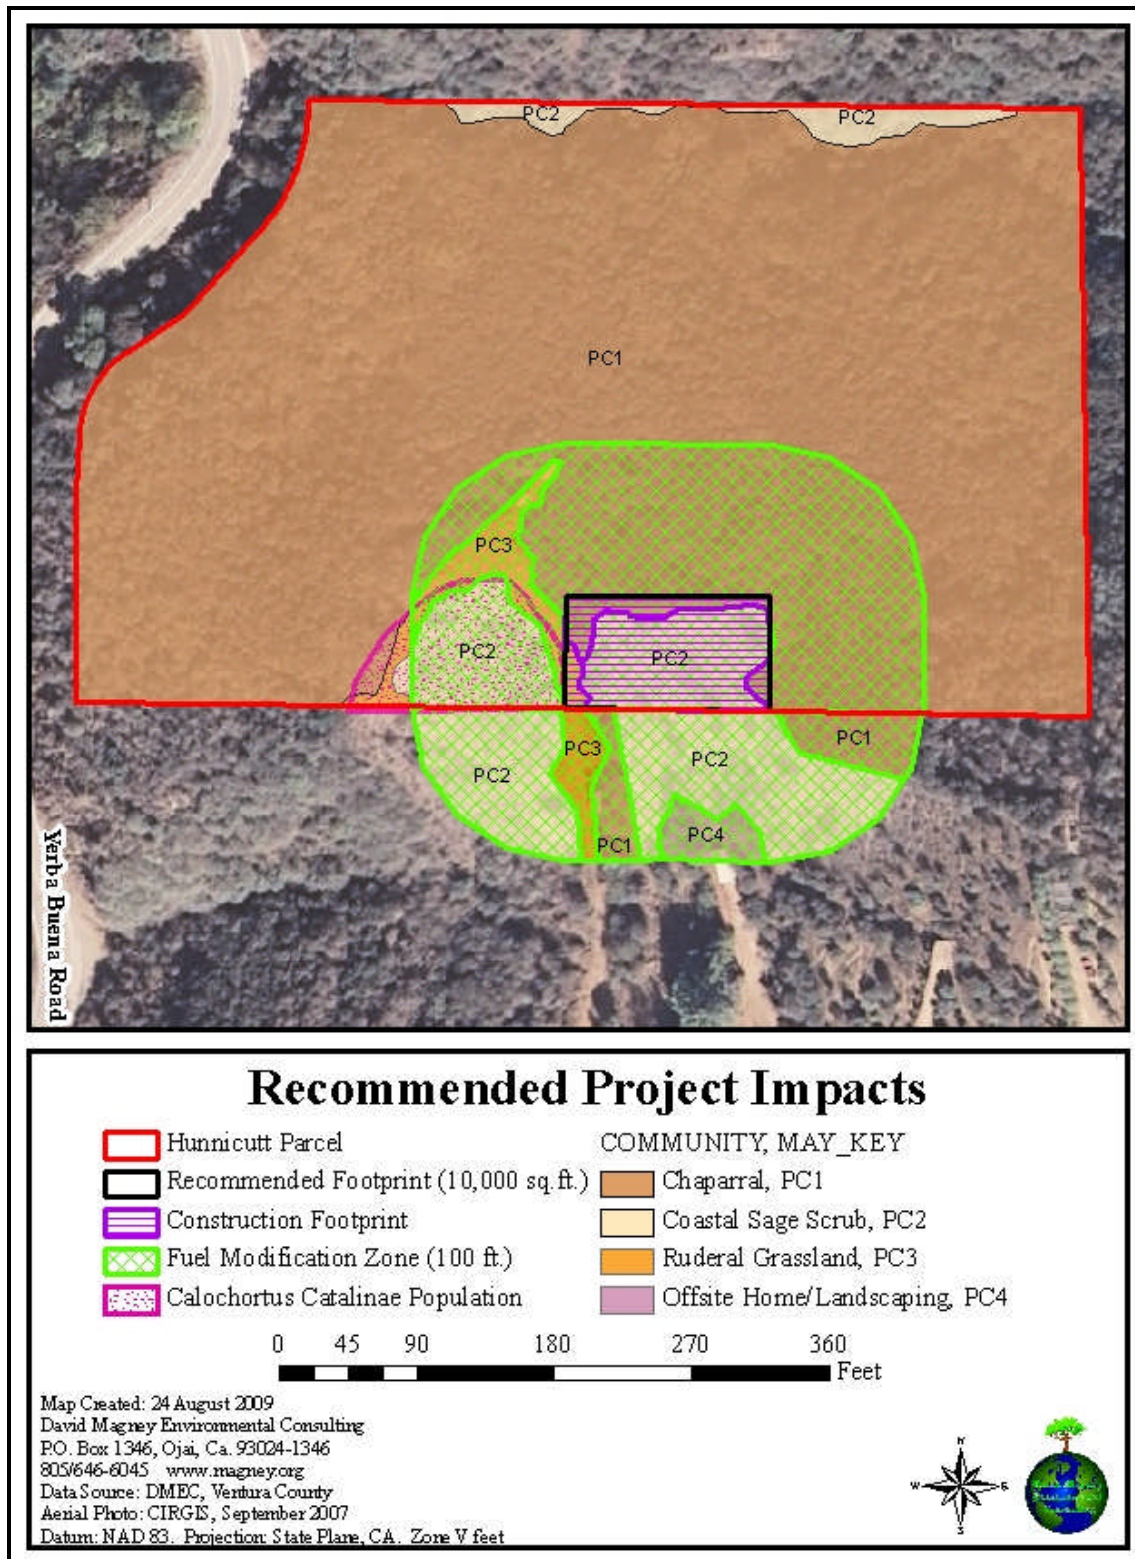 PC2
PC2
PC1
PC3
PC2
PC2
PC3
PC1
PC2
PC2
PC4
PC1
Yerba Buena Road
Recommended Project Impacts
Hunnicutt Parcel
Recommended Footprint (10,000 sq.ft.)
Construction Footprint
Fuel Modification Zone (100 ft.)
Calochortus Catalinae Population
COMMUNITY, MAY_KEY
Chaparral, PC1
Coastal Sage Scrub, PC2
Ruderal Grassland, PC3
Offsite Home/Landscaping, PC4
0 45 90 180 270 360
Feet
Map Created: 24 August 2009
David Magney Environmental Consulting
P.O. Box 1346, Ojai, Ca. 93024-1346
805/646-6045 www.magney.org
Data Source: DMEC, Ventura County
Aerial Photo: CIRGIS, September 2007
Datum: NAD 83. Projection: State Plane, CA. Zone V feet
N
W E
S